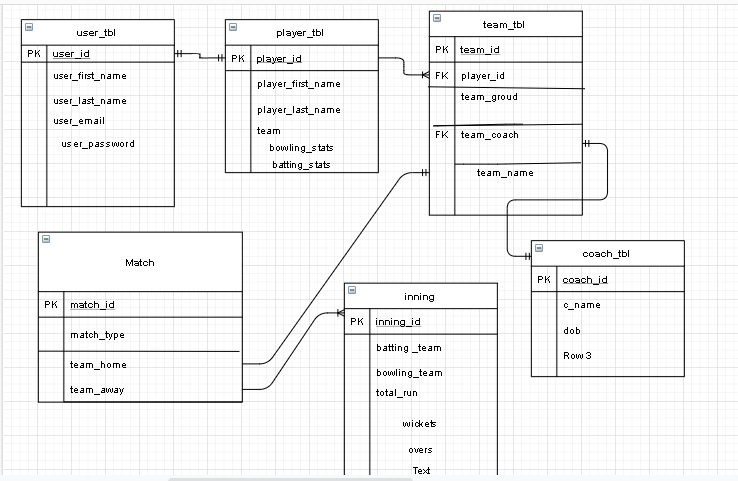 user_tbl
PK user_id
user_first_name
user_last_name
user_email
user_password
player_tbl
PK player_id
player_first_name
player_last_name
team
bowling_stats
batting_stats
team_tbl
PK team_id
FK player_id
team_groud
FK team_coach
team_name
Match
PK match_id
match_type
team_home
team_away
inning
PK inning_id
batting _team
bowling_team
total_run
wickets
overs
Text
coach_tbl
PK coach_id
c_name
dob
Row 3